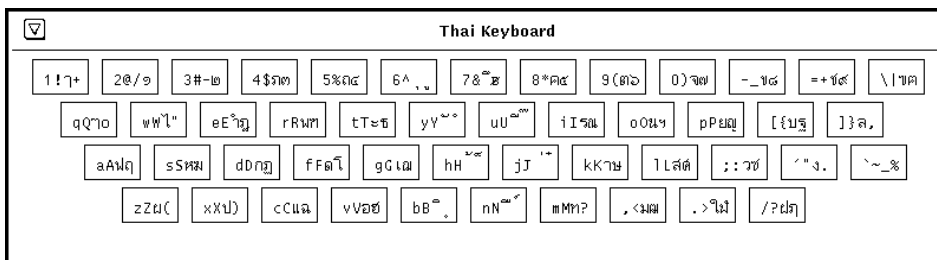 Thai Keyboard
1!ๅ+ 2@/๑ 3#-๒ 4$ภ๓ 5%ถ๔ 6^ ุ ู 7& ึ ฿ 8*ค๕ 9(ต๖ 0)จ๗ -_ข๘ =+ช๙ \|ฃฅ
qQๆ๐ wWไ" eEำฎ rRพฑ tTะธ yY ั ํ uU ี ๊ iIรณ oOนฯ pPยญ [{บฐ ]}ล,
aAฟฤ sSหฆ dDกฏ fFดโ gGเฌ hH ้ ็ jJ ่ ๋ kKาษ lLสศ ;:วซ ´"ง. `~_%
zZผ( xXป) cCแฉ vVอฮ bB ิ ฺ nN ื ์ mMท? ,<มฒ .>ใฬ /?ฝฦ